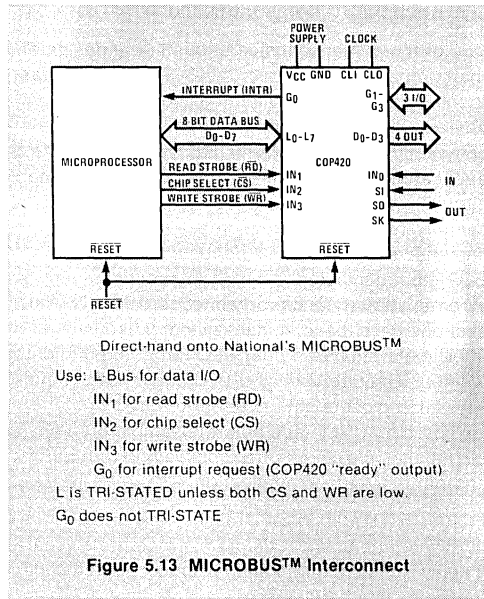 POWER
SUPPLY CLOCK
VCC GND CLI CLO
INTERRUPT (INTR)
G0
G1-
G3
3 I/O
8 BIT DATA BUS
D0-D7
L0-L7
D0-D3
4 OUT
MICROPROCESSOR
COP420
READ STROBE (RD)
IN1
IN0
IN
CHIP SELECT (CS)
IN2
SI
WRITE STROBE (WR)
IN3
SO
OUT
SK
RESET
RESET
RESET
Direct-hand onto National's MICROBUS™
Use: L-Bus for data I/O
IN1 for read strobe (RD)
IN2 for chip select (CS)
IN3 for write strobe (WR)
G0 for interrupt request (COP420 "ready" output)
L is TRI-STATED unless both CS and WR are low.
G0 does not TRI-STATE
Figure 5.13 MICROBUS™ Interconnect